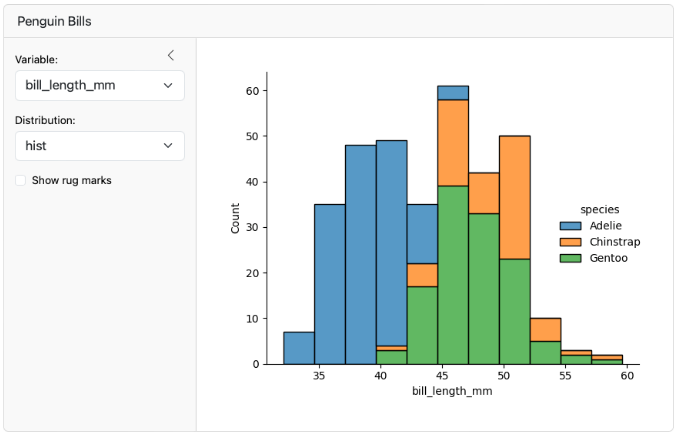 Penguin Bills
Variable:
bill_length_mm
Distribution:
hist
Show rug marks
60
50
40
30
20
10
0
Count
35
40
45
50
55
60
bill_length_mm
species
Adelie
Chinstrap
Gentoo